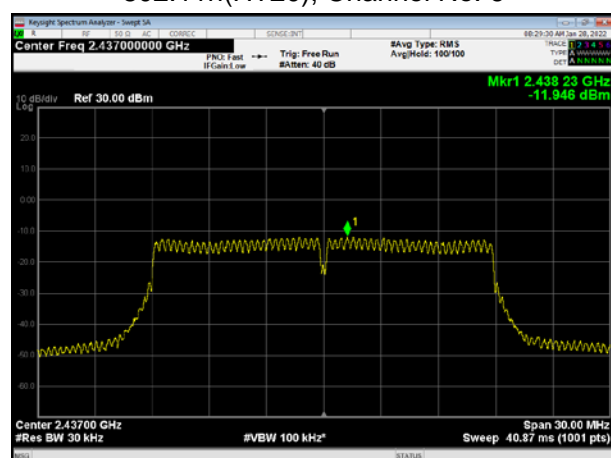 Keysight Spectrum Analyzer - Swept SA
R RF 50 Ω AC CORREC SENSE:INT 08:29:30 AM Jan 28, 2022
Center Freq 2.437000000 GHz #Avg Type: RMS TRACE 1 2 3 4 5 6
PNO: Fast Trig: Free Run Avg|Hold: 100/100 TYPE A
IFGain:Low #Atten: 40 dB DET A N N N N N
Mkr1 2.438 23 GHz
10 dB/div Ref 30.00 dBm -11.946 dBm
Log
20.0
10.0
0.00
1
-10.0
-20.0
-30.0
-40.0
-50.0
-60.0
Center 2.43700 GHz Span 30.00 MHz
#Res BW 30 kHz #VBW 100 kHz* Sweep 40.87 ms (1001 pts)
MSG STATUS